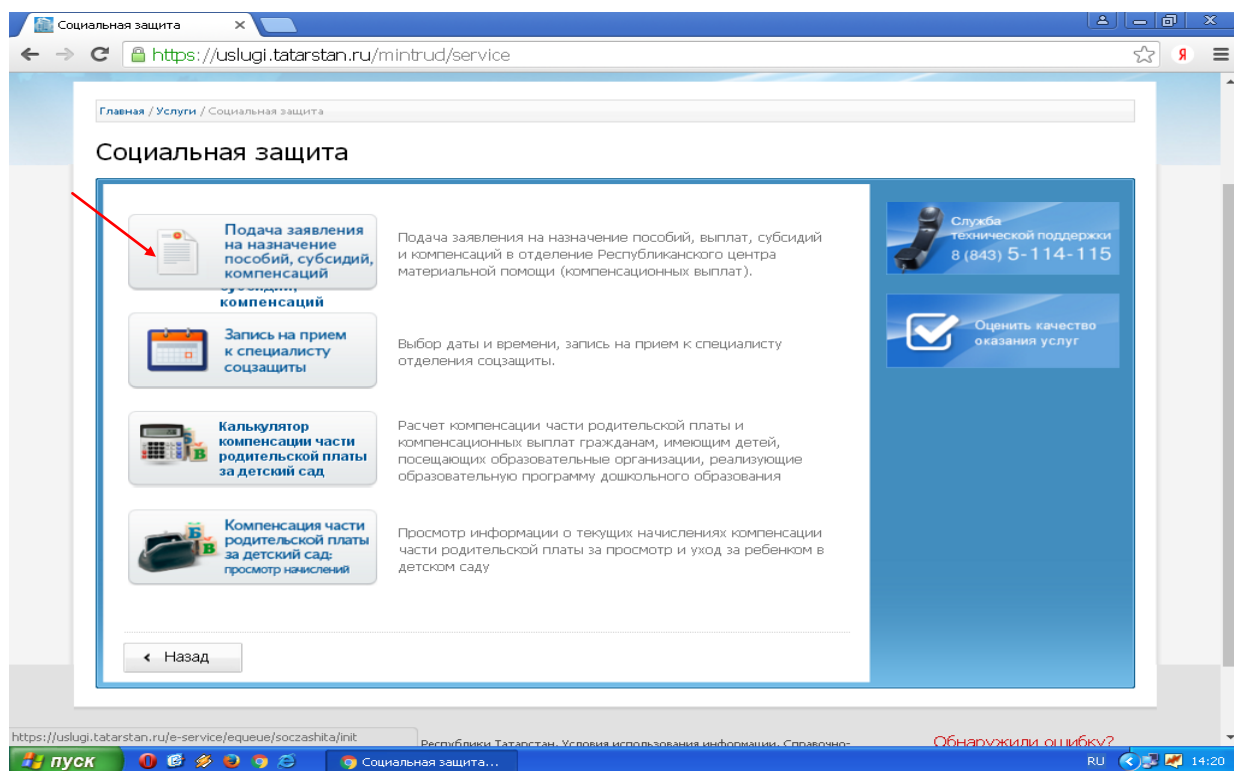 Социальная защита
https://uslugi.tatarstan.ru/mintrud/service
Я
Главная / Услуги / Социальная защита
Социальная защита
Подача заявления
на назначение
пособий, субсидий,
компенсаций
субсидий,
компенсаций
Подача заявления на назначение пособий, выплат, субсидий
и компенсаций в отделение Республиканского центра
материальной помощи (компенсационных выплат).
Запись на прием
к специалисту
соцзащиты
Выбор даты и времени, запись на прием к специалисту
отделения соцзащиты.
Калькулятор
компенсации части
родительской платы
за детский сад
Расчет компенсации части родительской платы и
компенсационных выплат гражданам, имеющим детей,
посещающих образовательные организации, реализующие
образовательную программу дошкольного образования
Компенсация части
родительской платы
за детский сад:
просмотр начислений
Просмотр информации о текущих начислениях компенсации
части родительской платы за просмотр и уход за ребенком в
детском саду
Назад
Служба
технической поддержки
8 (843) 5-114-115
Оценить качество
оказания услуг
https://uslugi.tatarstan.ru/e-service/equeue/soczashita/init
Республики Татарстан. Условия использования информации. Справочно-
Обнаружили ошибку?
пуск
Социальная защита...
RU
14:20